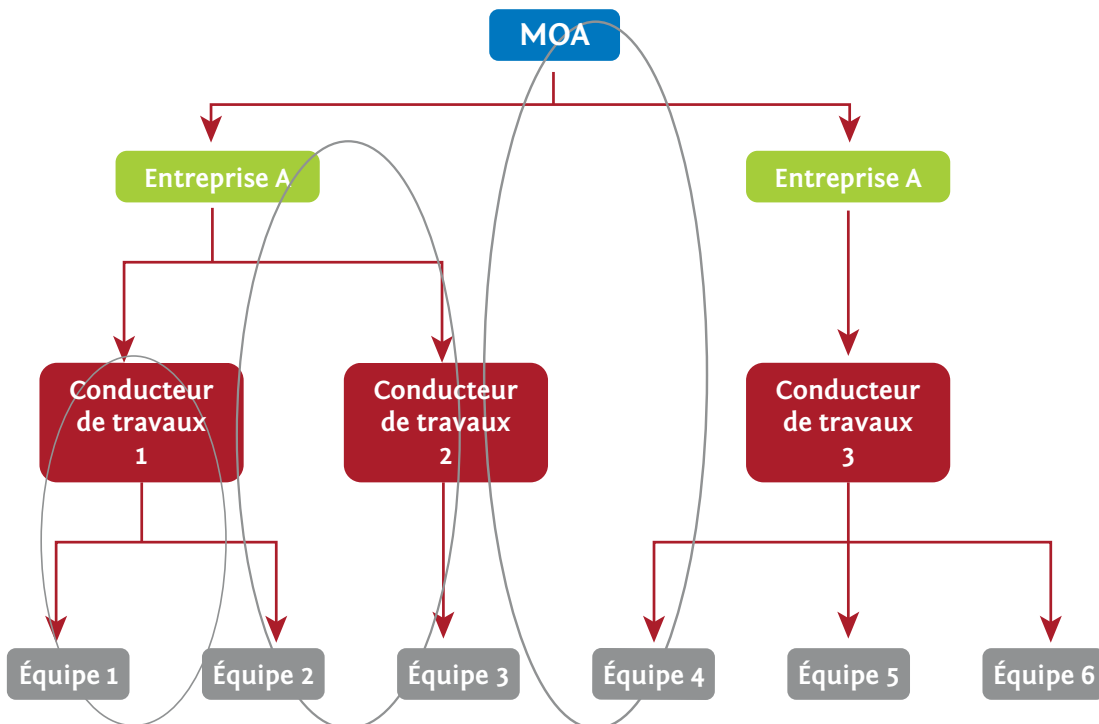 MOA
Entreprise A
Entreprise A
Conducteur
de travaux
1
Conducteur
de travaux
2
Conducteur
de travaux
3
Équipe 1
Équipe 2
Équipe 3
Équipe 4
Équipe 5
Équipe 6